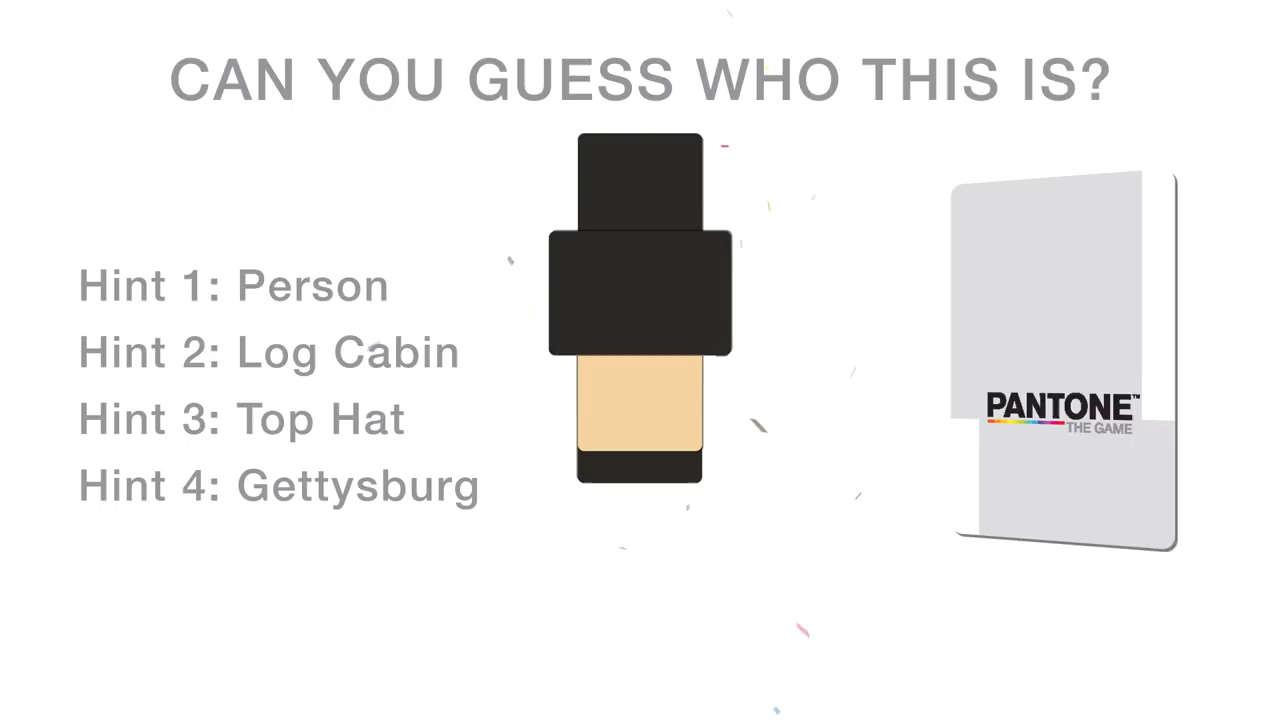 CAN YOU GUESS WHO THIS IS?
Hint 1: Person
Hint 2: Log Cabin
Hint 3: Top Hat
Hint 4: Gettysburg
PANTONE™
THE GAME